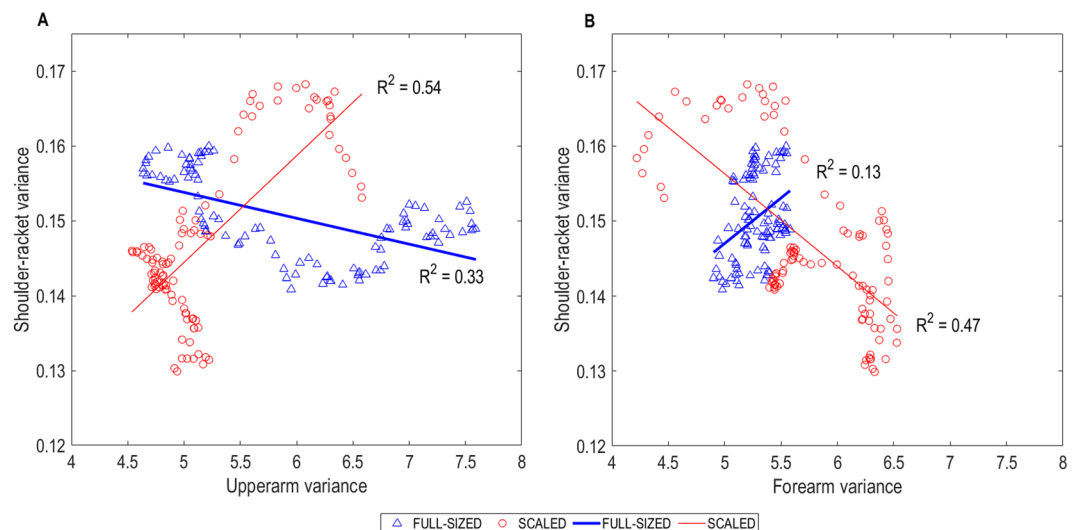 A
Shoulder-racket variance
0.17
0.16
0.15
0.14
0.13
0.12
R² = 0.54
R² = 0.33
4 4.5 5 5.5 6 6.5 7 7.5 8
Upperarm variance
B
Shoulder-racket variance
0.17
0.16
0.15
0.14
0.13
0.12
R² = 0.13
R² = 0.47
4 4.5 5 5.5 6 6.5 7 7.5 8
Forearm variance
FULL-SIZED SCALED FULL-SIZED SCALED